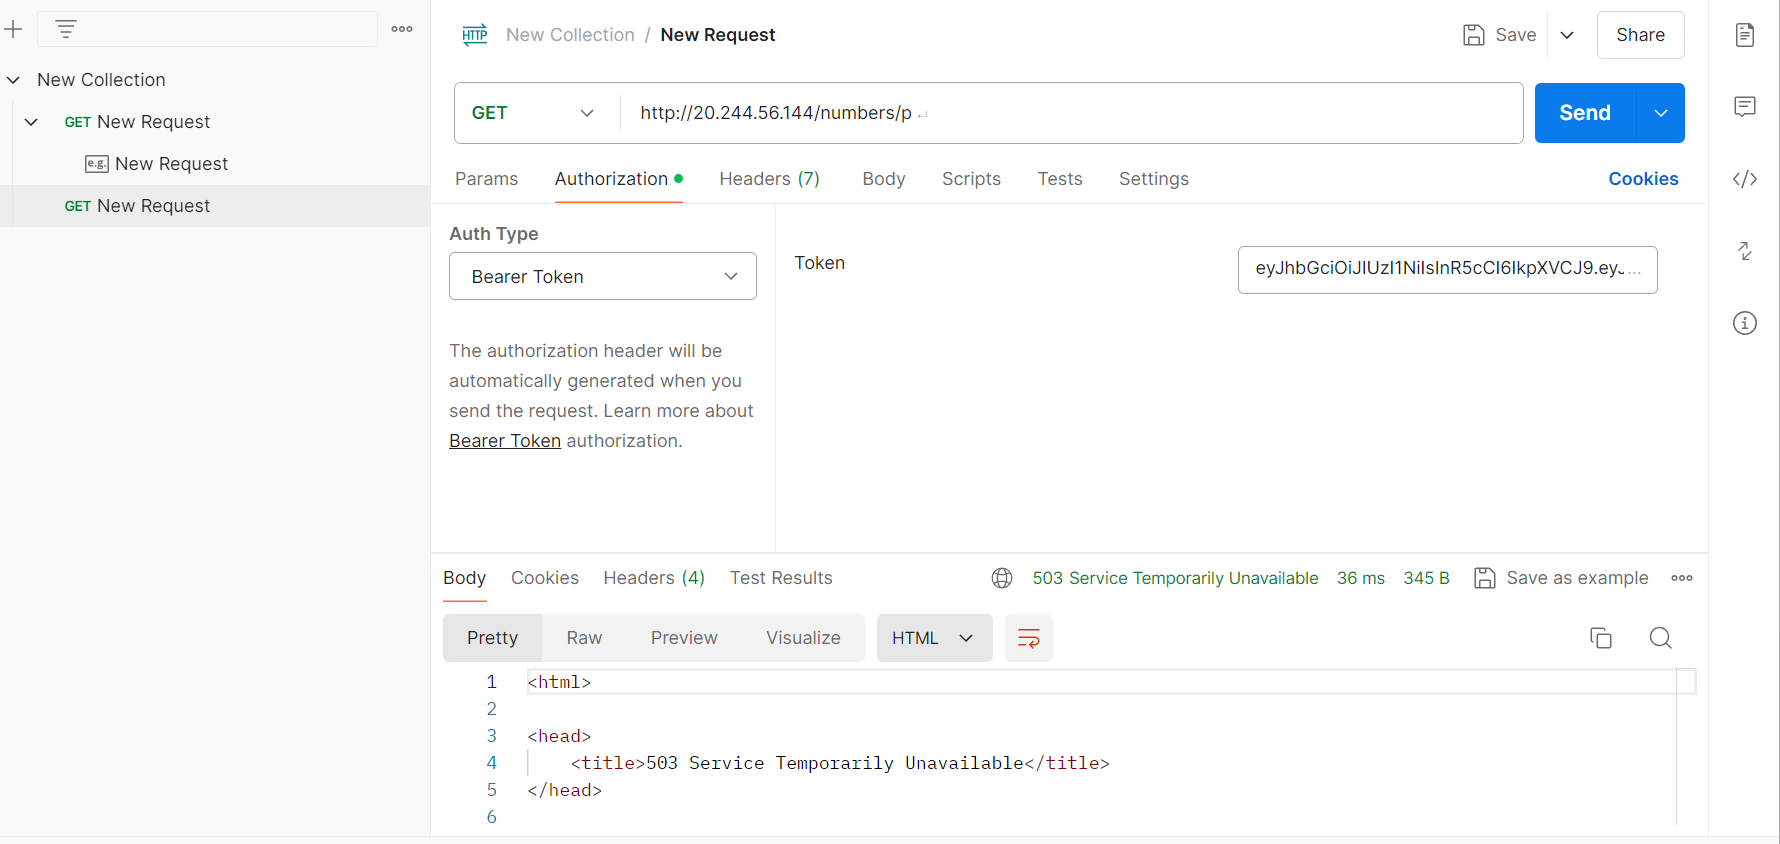 New Collection / New Request
Save
Share
New Collection
GET New Request
e.g. New Request
GET New Request
GET http://20.244.56.144/numbers/p
Send
Params Authorization Headers (7) Body Scripts Tests Settings Cookies
Auth Type
Bearer Token
Token
eyJhbGciOiJIUzI1NiIsInR5cCI6IkpXVCJ9.eyJ...
The authorization header will be
automatically generated when you
send the request. Learn more about
Bearer Token authorization.
Body Cookies Headers (4) Test Results 503 Service Temporarily Unavailable 36 ms 345 B Save as example
Pretty Raw Preview Visualize HTML
1 <html>
2
3 <head>
4 <title>503 Service Temporarily Unavailable</title>
5 </head>
6